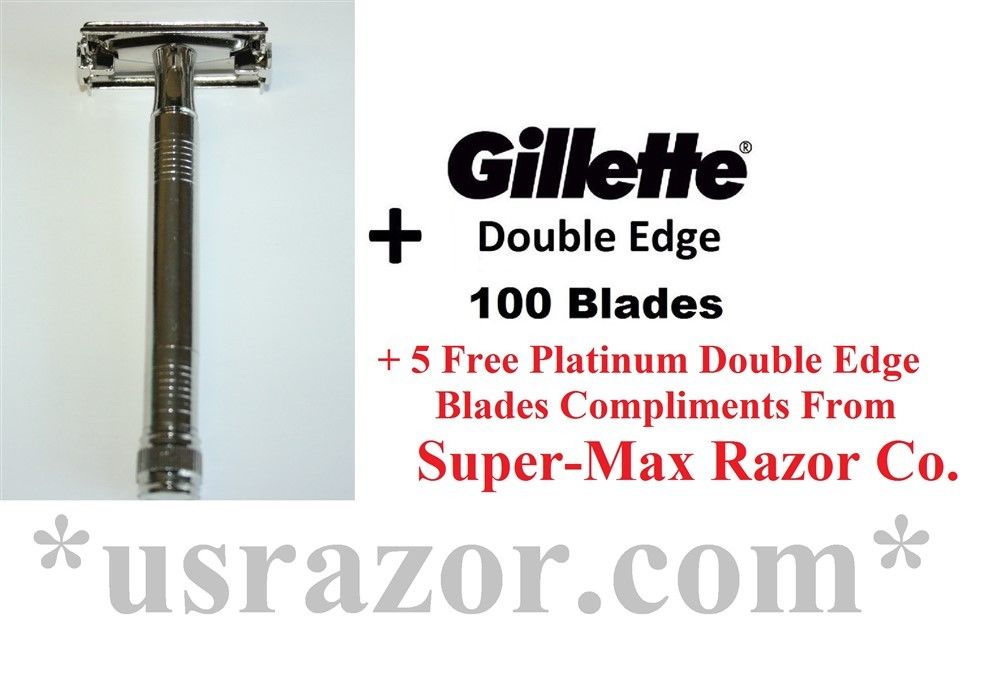 +
Gillette®
Double Edge
100 Blades
+ 5 Free Platinum Double Edge
Blades Compliments From
Super-Max Razor Co.
*usrazor.com*